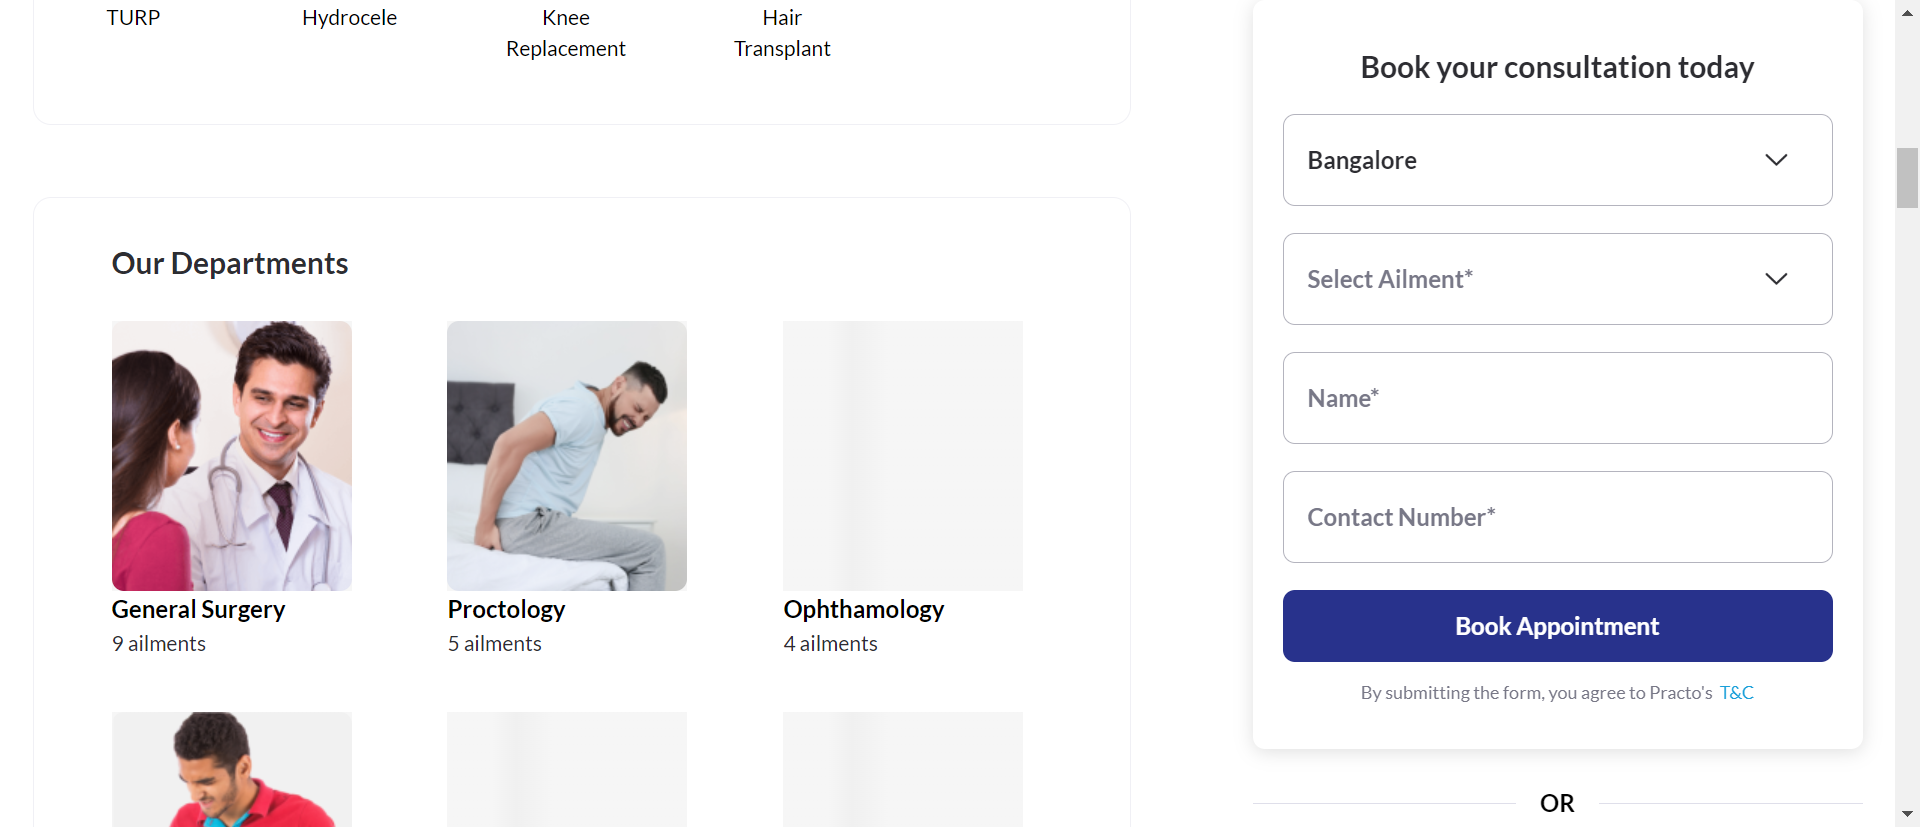 TURP
Hydrocele
Knee
Replacement
Hair
Transplant
Our Departments
General Surgery
9 ailments
Proctology
5 ailments
Ophthamology
4 ailments
Book your consultation today
Bangalore
Select Ailment*
Name*
Contact Number*
Book Appointment
By submitting the form, you agree to Practo's T&C
OR